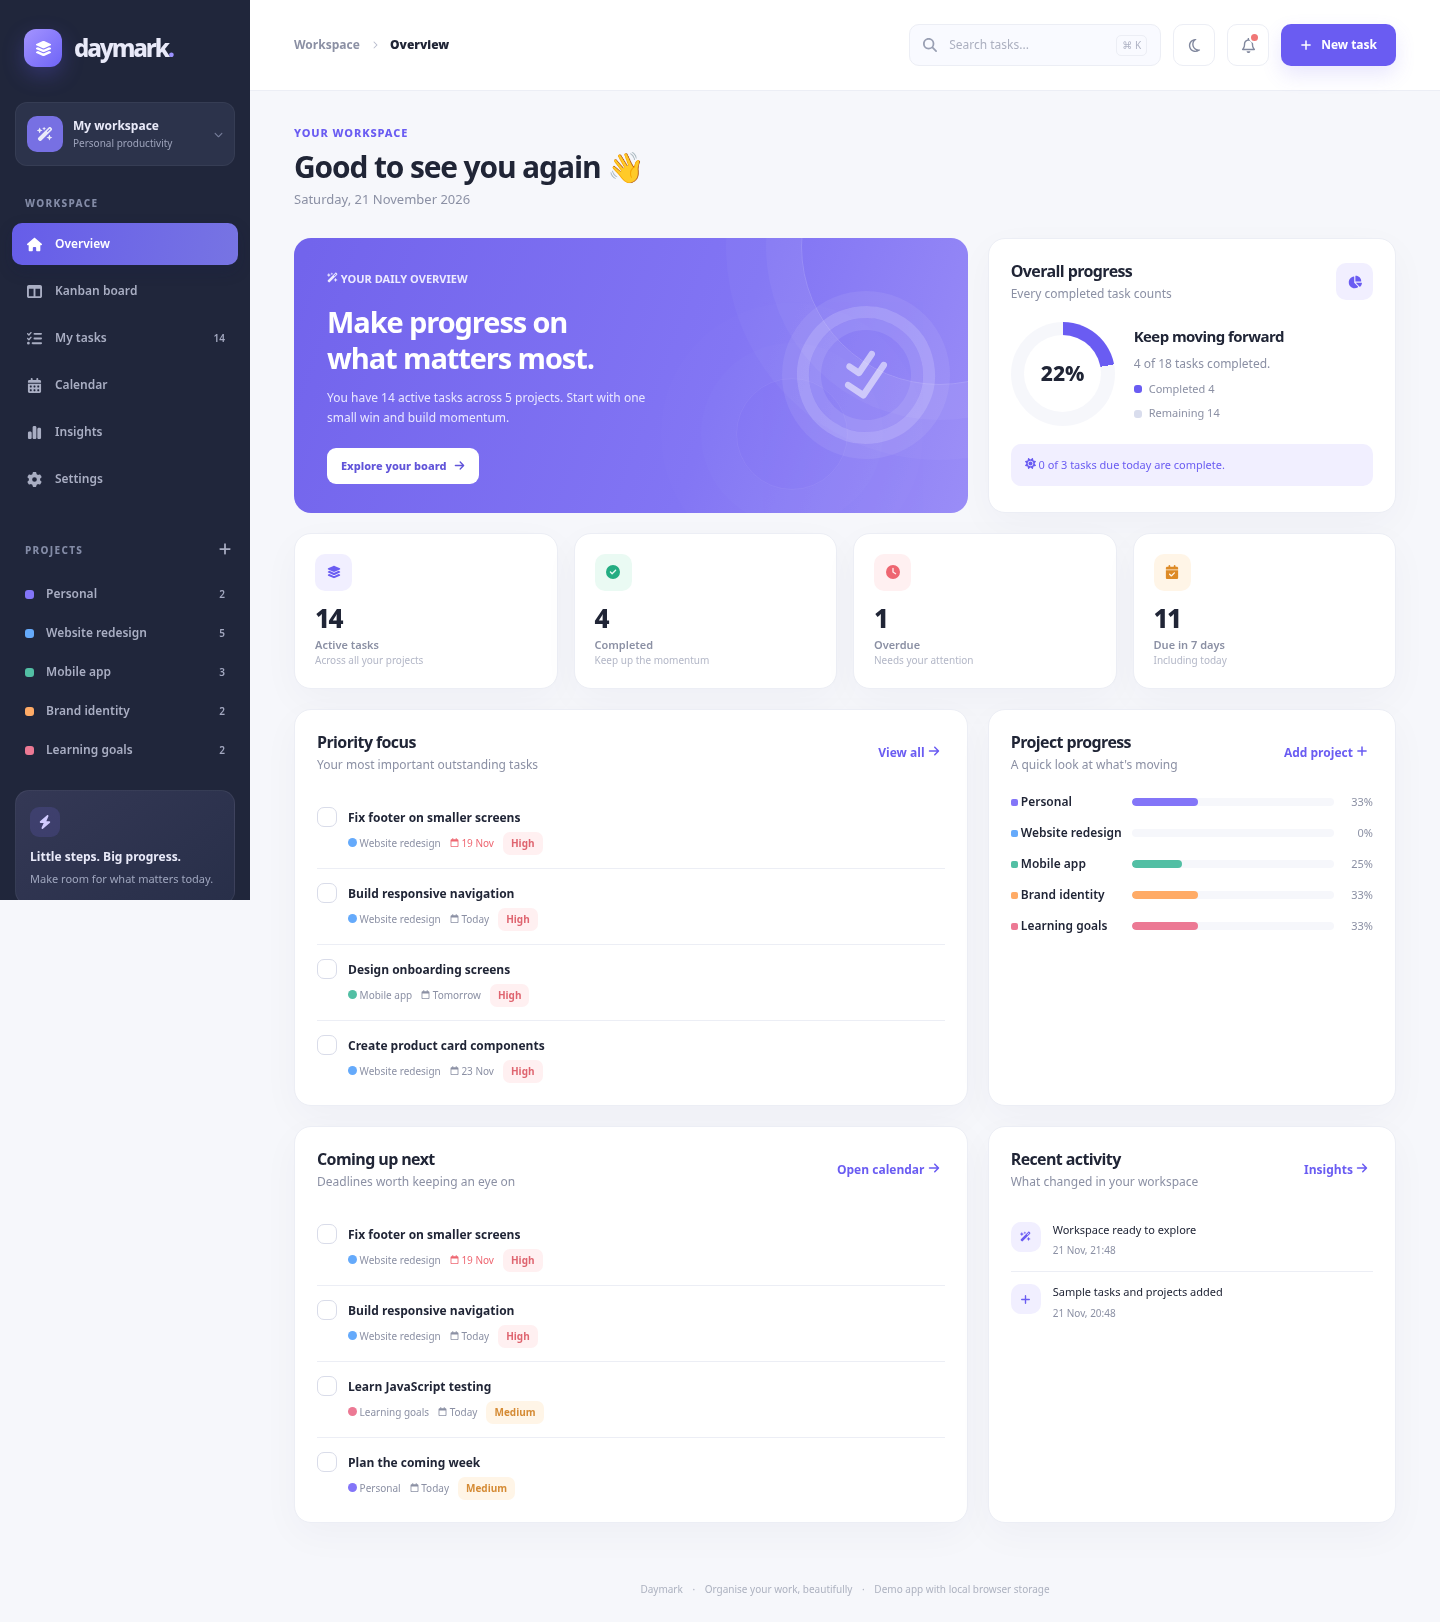 daymark.
My workspace
Personal productivity
WORKSPACE
Overview
Kanban board
My tasks 14
Calendar
Insights
Settings
PROJECTS
Personal 2
Website redesign 5
Mobile app 3
Brand identity 2
Learning goals 2
Little steps. Big progress.
Make room for what matters today.
Workspace > Overview
Search tasks...
⌘ K
New task
YOUR WORKSPACE
Good to see you again 👋
Saturday, 21 November 2026
YOUR DAILY OVERVIEW
Make progress on
what matters most.
You have 14 active tasks across 5 projects. Start with one
small win and build momentum.
Explore your board
Overall progress
Every completed task counts
22%
Keep moving forward
4 of 18 tasks completed.
Completed 4
Remaining 14
0 of 3 tasks due today are complete.
14
Active tasks
Across all your projects
4
Completed
Keep up the momentum
1
Overdue
Needs your attention
11
Due in 7 days
Including today
Priority focus
Your most important outstanding tasks
View all
Fix footer on smaller screens
Website redesign 19 Nov High
Build responsive navigation
Website redesign Today High
Design onboarding screens
Mobile app Tomorrow High
Create product card components
Website redesign 23 Nov High
Project progress
A quick look at what's moving
Add project
Personal 33%
Website redesign 0%
Mobile app 25%
Brand identity 33%
Learning goals 33%
Coming up next
Deadlines worth keeping an eye on
Open calendar
Fix footer on smaller screens
Website redesign 19 Nov High
Build responsive navigation
Website redesign Today High
Learn JavaScript testing
Learning goals Today Medium
Plan the coming week
Personal Today Medium
Recent activity
What changed in your workspace
Insights
Workspace ready to explore
21 Nov, 21:48
Sample tasks and projects added
21 Nov, 20:48
Daymark · Organise your work, beautifully · Demo app with local browser storage